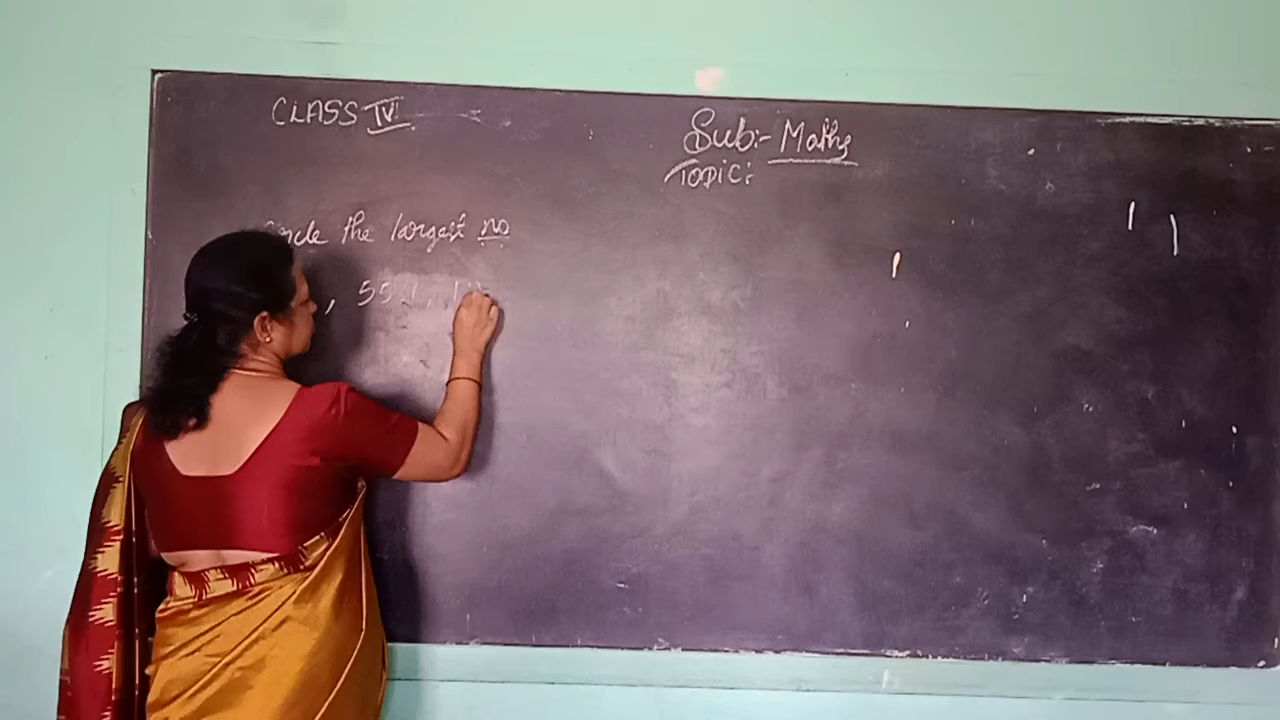 CLASS IV
Sub:- Maths
Topic:
the largest no
, 55